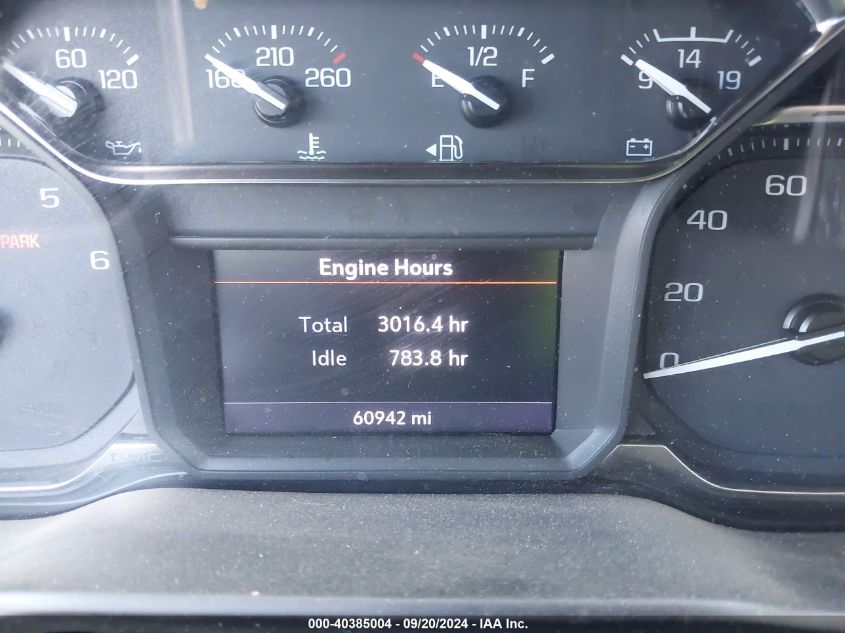 60 120
160 210 260
E 1/2 F
9 14 19
5
6
PARK
60
40
20
0
Engine Hours
Total 3016.4 hr
Idle 783.8 hr
60942 mi
GMC
000-40385004 - 09/20/2024 - IAA Inc.